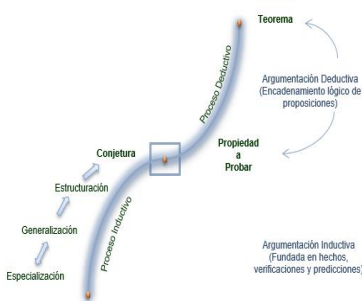 Teorema
Proceso Deductivo
Argumentación Deductiva
(Encadenamiento lógico de
proposiciones)
Propiedad
a
Probar
Conjetura
Estructuración
Generalización
Especialización
Proceso Inductivo
Argumentación Inductiva
(Fundada en hechos,
verificaciones y predicciones)